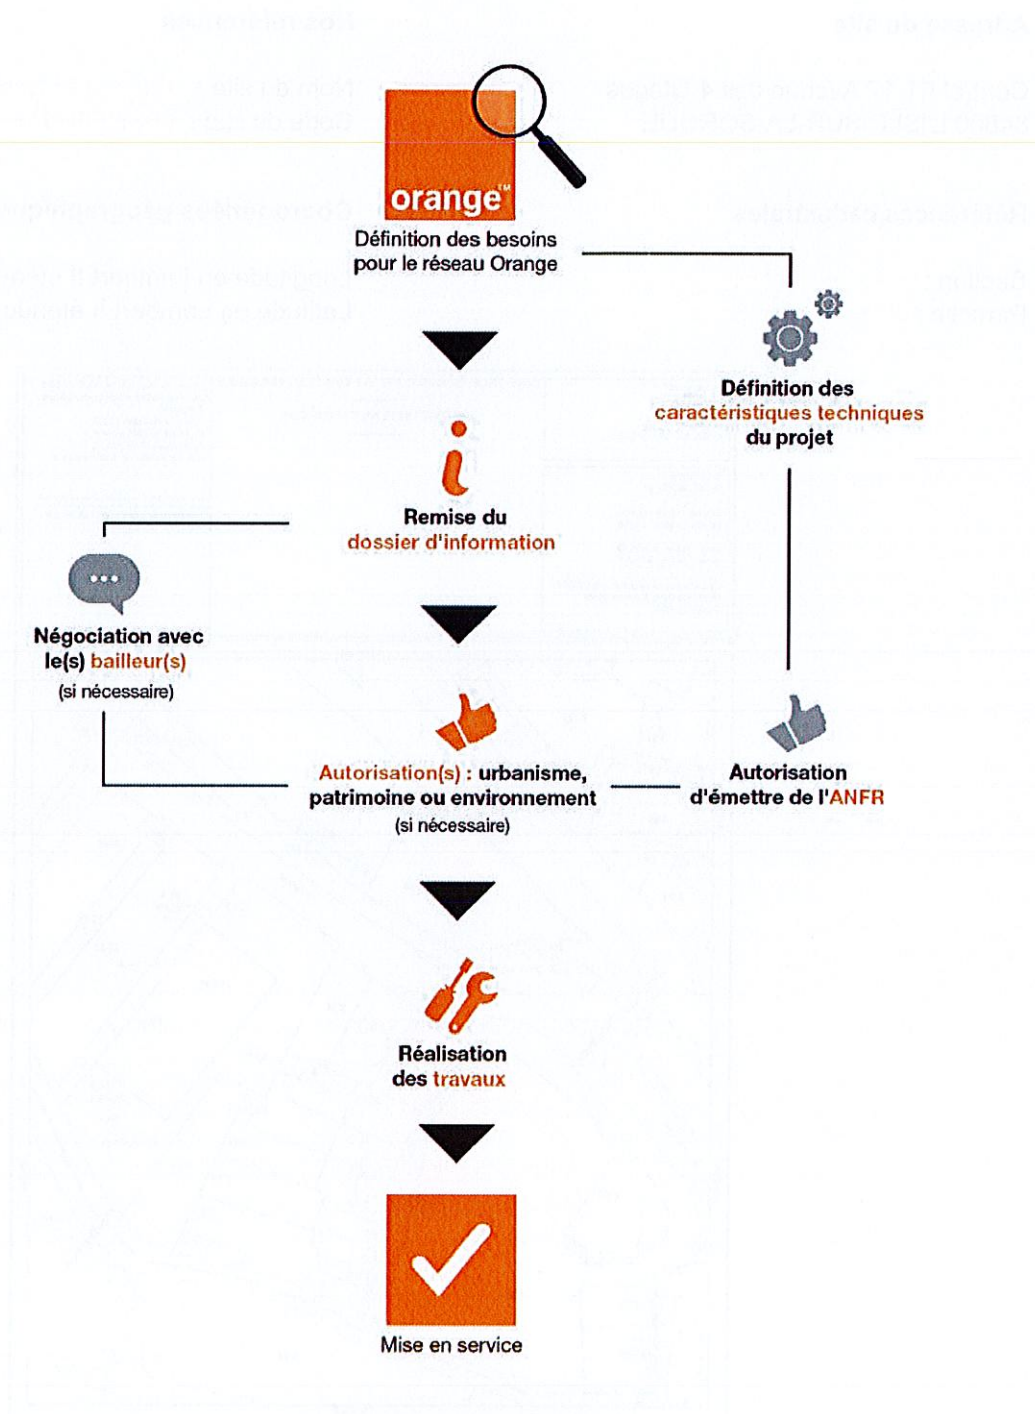 orange™
Définition des besoins
pour le réseau Orange
Définition des
caractéristiques techniques
du projet
Remise du
dossier d'information
Négociation avec
le(s) bailleur(s)
(si nécessaire)
Autorisation(s) : urbanisme,
patrimoine ou environnement
(si nécessaire)
Autorisation
d'émettre de l'ANFR
Réalisation
des travaux
Mise en service